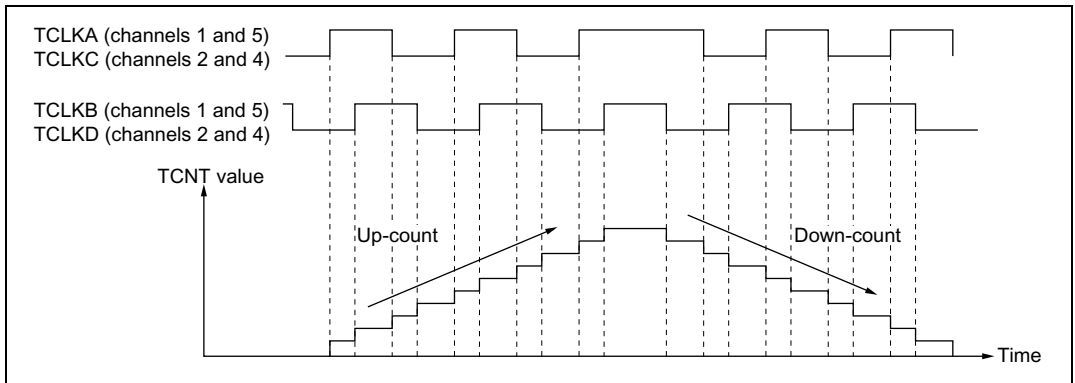 TCLKA (channels 1 and 5)
TCLKC (channels 2 and 4)
TCLKB (channels 1 and 5)
TCLKD (channels 2 and 4)
TCNT value
Up-count
Down-count
Time